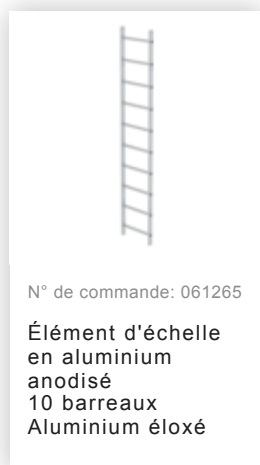 N° de commande: 061265
Élément d'échelle
en aluminium
anodisé
10 barreaux
Aluminium éloxé